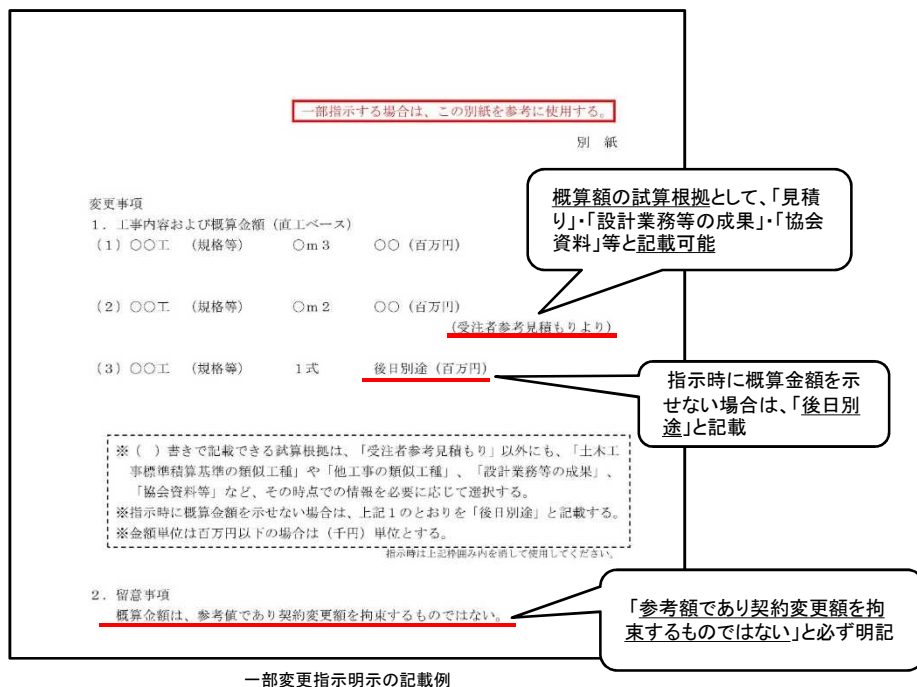 一部指示する場合は、この別紙を参考に使用する。
別 紙
変更事項
1．工事内容および概算金額（直工ベース）
（1）○○工 （規格等） ○m3 ○○（百万円）
（2）○○工 （規格等） ○m2 ○○（百万円）
（受注者参考見積もりより）
（3）○○工 （規格等） 1式 後日別途（百万円）
概算額の試算根拠として、「見積
り」・「設計業務等の成果」・「協会
資料」等と記載可能
指示時に概算金額を示
せない場合は、「後日別
途」と記載
※（ ）書きで記載できる試算根拠は、「受注者参考見積もり」以外にも、「土木工
事標準積算基準の類似工種」や「他工事の類似工種」、「設計業務等の成果」、
「協会資料等」など、その時点での情報を必要に応じて選択する。
※指示時に概算金額を示せない場合は、上記1のとおりを「後日別途」と記載する。
※金額単位は百万円以下の場合は（千円）単位とする。
指示時は上記枠囲み内を消して使用してください。
2．留意事項
概算金額は、参考値であり契約変更額を拘束するものではない。
「参考額であり契約変更額を拘
束するものではない」と必ず明記
一部変更指示明示の記載例